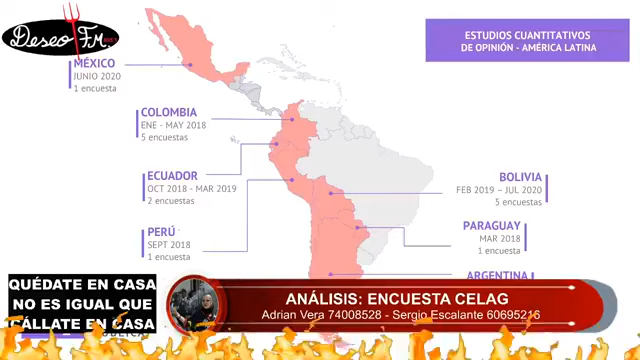 Deseo F.M.
ESTUDIOS CUANTITATIVOS
DE OPINIÓN - AMÉRICA LATINA
MÉXICO
JUNIO 2020
1 encuesta
COLOMBIA
ENE - MAY 2018
5 encuestas
ECUADOR
OCT 2018 - MAR 2019
2 encuestas
BOLIVIA
FEB 2019 – JUL 2020
5 encuestas
PERÚ
SEPT 2018
1 encuesta
PARAGUAY
MAR 2018
1 encuesta
ARGENTINA
QUÉDATE EN CASA
NO ES IGUAL QUE
CÁLLATE EN CASA
ANÁLISIS: ENCUESTA CELAG
Adrian Vera 74008528 - Sergio Escalante 60695216